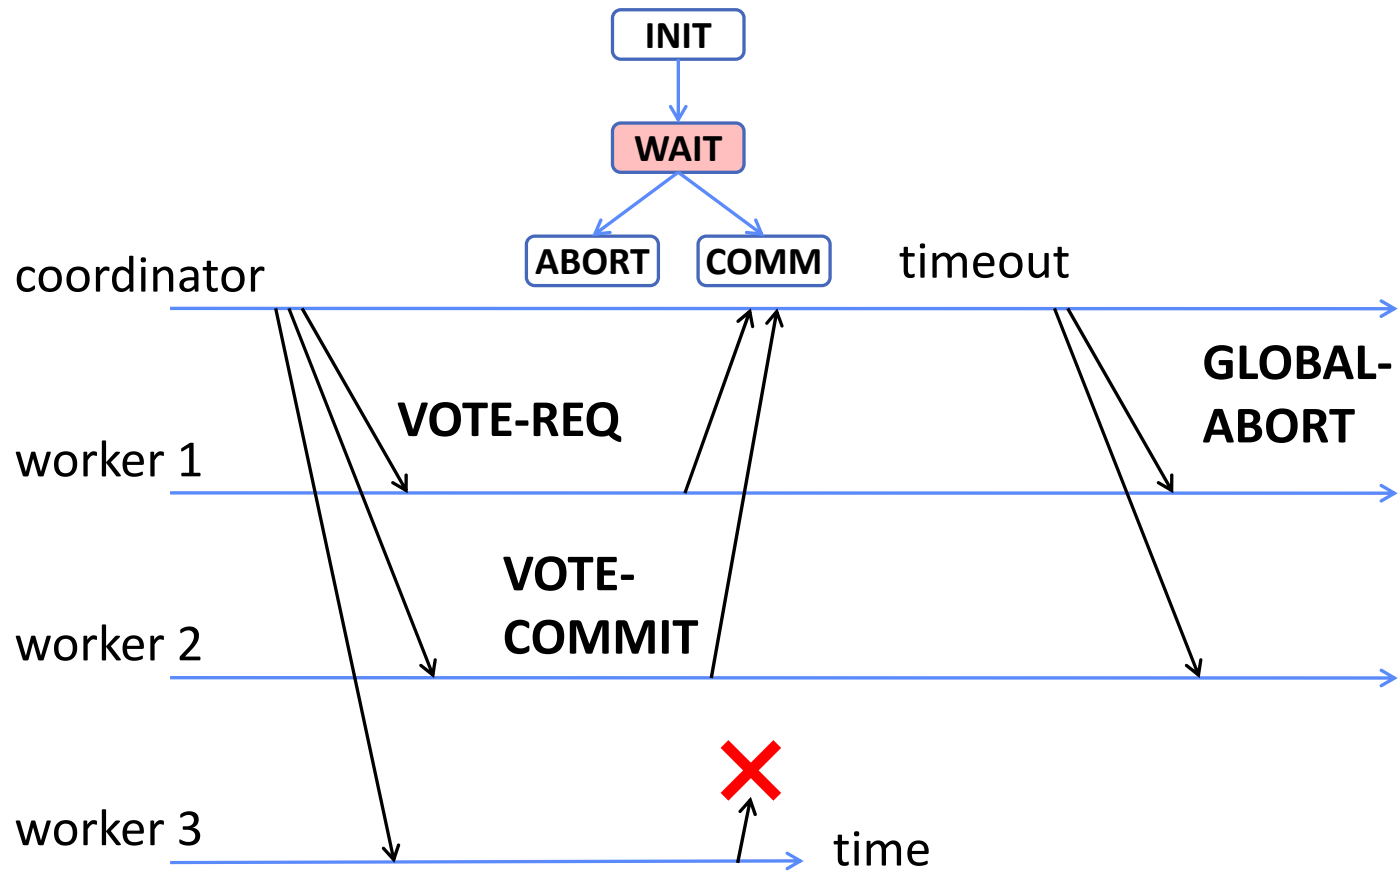 INIT
WAIT
ABORT
COMM
timeout
coordinator
GLOBAL-
ABORT
VOTE-REQ
worker 1
VOTE-
COMMIT
worker 2
worker 3
time